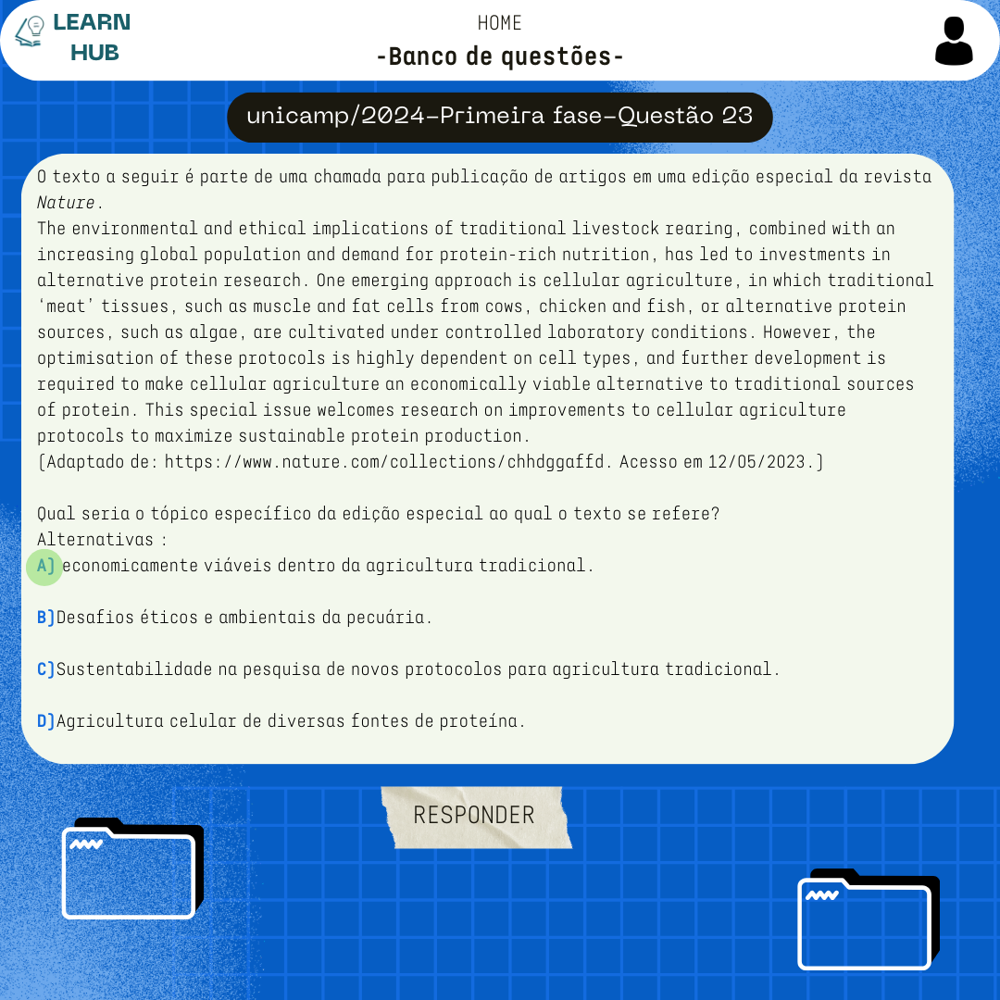 LEARN
HUB
HOME
-Banco de questões-
unicamp/2024-Primeira fase-Questão 23
O texto a seguir é parte de uma chamada para publicação de artigos em uma edição especial da revista
Nature.
The environmental and ethical implications of traditional livestock rearing, combined with an
increasing global population and demand for protein-rich nutrition, has led to investments in
alternative protein research. One emerging approach is cellular agriculture, in which traditional
‘meat’ tissues, such as muscle and fat cells from cows, chicken and fish, or alternative protein
sources, such as algae, are cultivated under controlled laboratory conditions. However, the
optimisation of these protocols is highly dependent on cell types, and further development is
required to make cellular agriculture an economically viable alternative to traditional sources
of protein. This special issue welcomes research on improvements to cellular agriculture
protocols to maximize sustainable protein production.
(Adaptado de: https://www.nature.com/collections/chhdggaffd. Acesso em 12/05/2023.)
Qual seria o tópico específico da edição especial ao qual o texto se refere?
Alternativas :
A) economicamente viáveis dentro da agricultura tradicional.
B)Desafios éticos e ambientais da pecuária.
C)Sustentabilidade na pesquisa de novos protocolos para agricultura tradicional.
D)Agricultura celular de diversas fontes de proteína.
RESPONDER